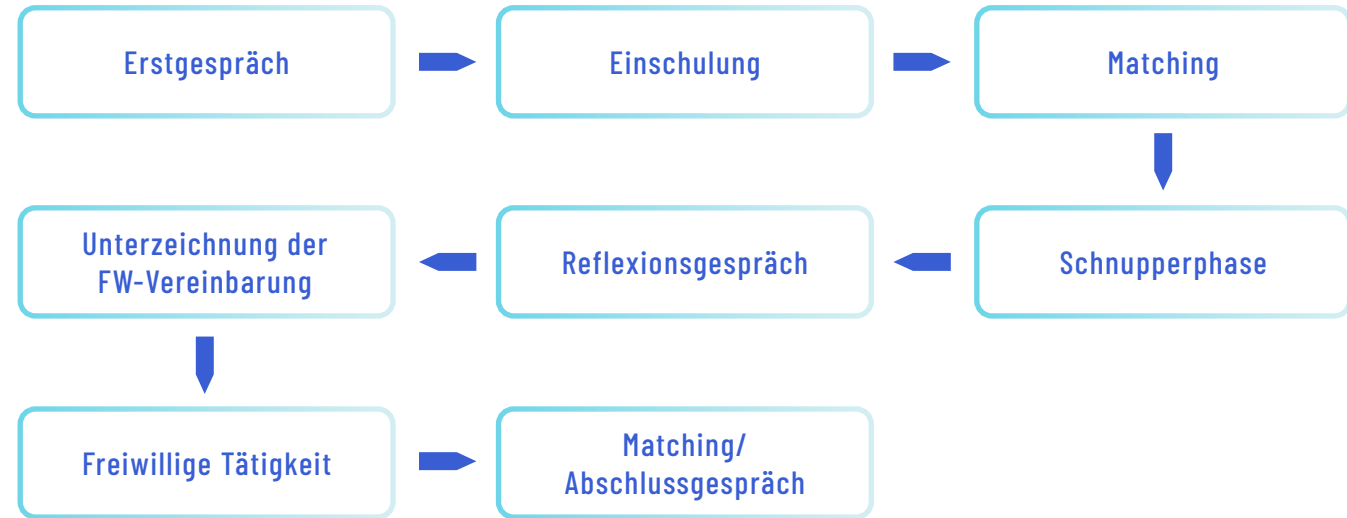 Erstgespräch
Einschulung
Matching
Schnupperphase
Reflexionsgespräch
Unterzeichnung der
FW-Vereinbarung
Freiwillige Tätigkeit
Matching/
Abschlussgespräch